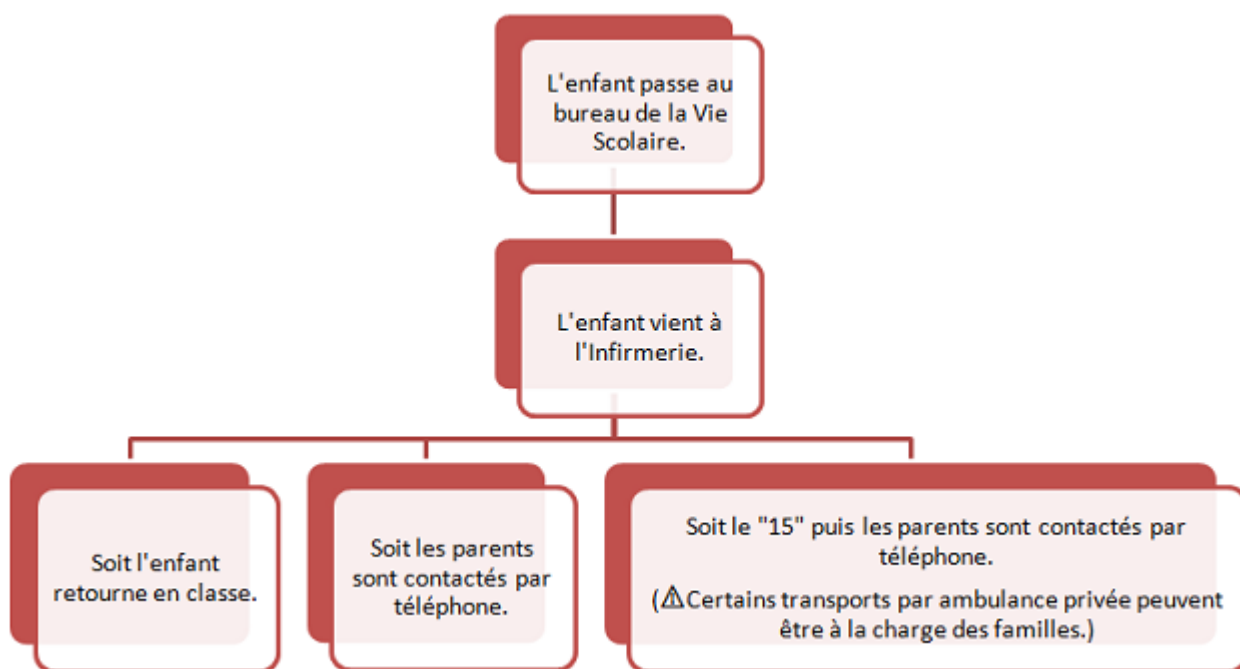 L'enfant passe au
bureau de la Vie
Scolaire.
L'enfant vient à
l'Infirmerie.
Soit l'enfant
retourne en classe.
Soit les parents
sont contactés par
téléphone.
Soit le "15" puis les parents sont contactés par
téléphone.
(⚠Certains transports par ambulance privée peuvent
être à la charge des familles.)